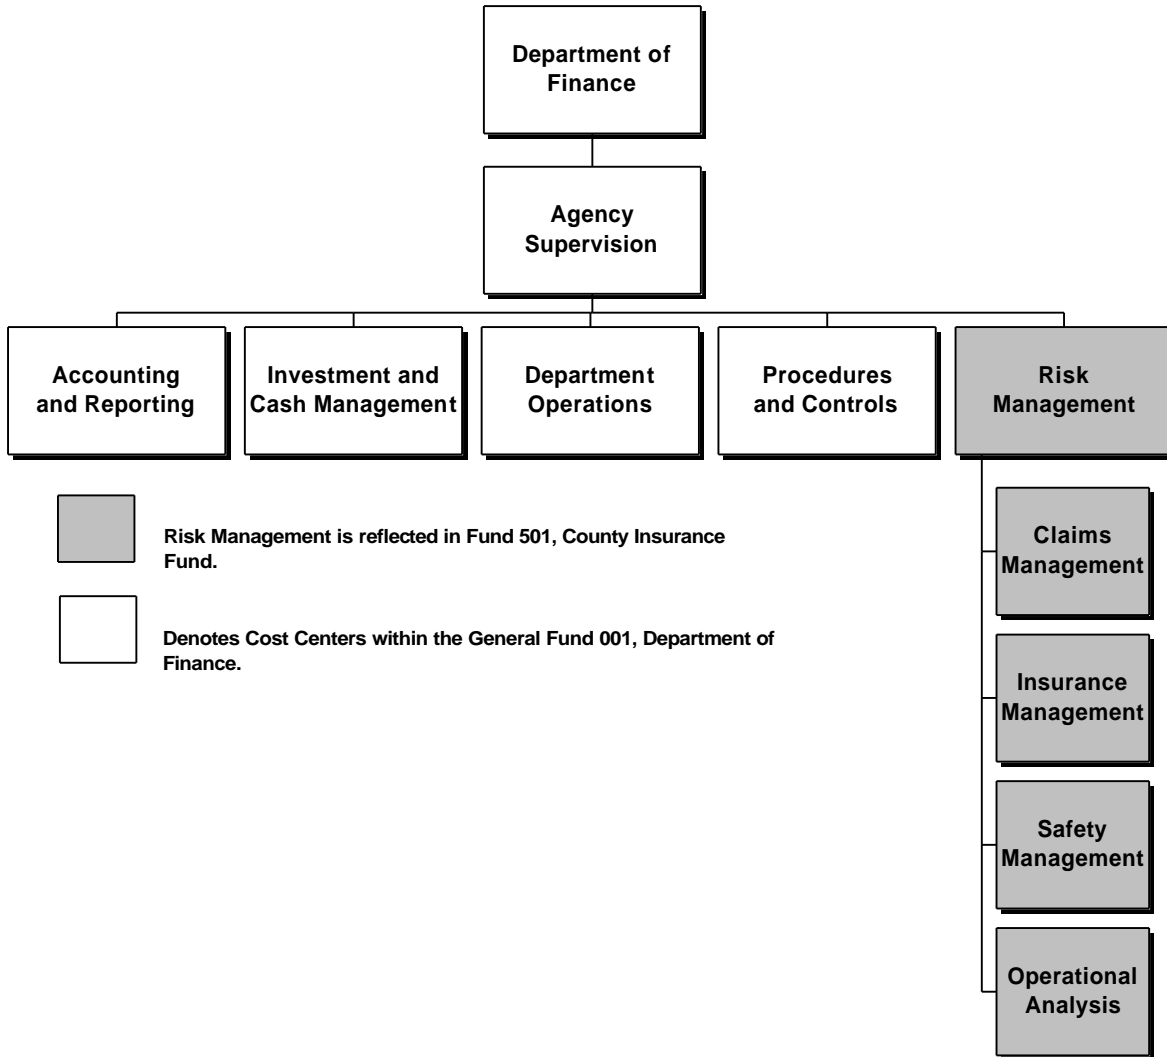 Department of
Finance
Agency
Supervision
Accounting
and Reporting
Investment and
Cash Management
Department
Operations
Procedures
and Controls
Risk
Management
Risk Management is reflected in Fund 501, County Insurance
Fund.
Denotes Cost Centers within the General Fund 001, Department of
Finance.
Claims
Management
Insurance
Management
Safety
Management
Operational
Analysis